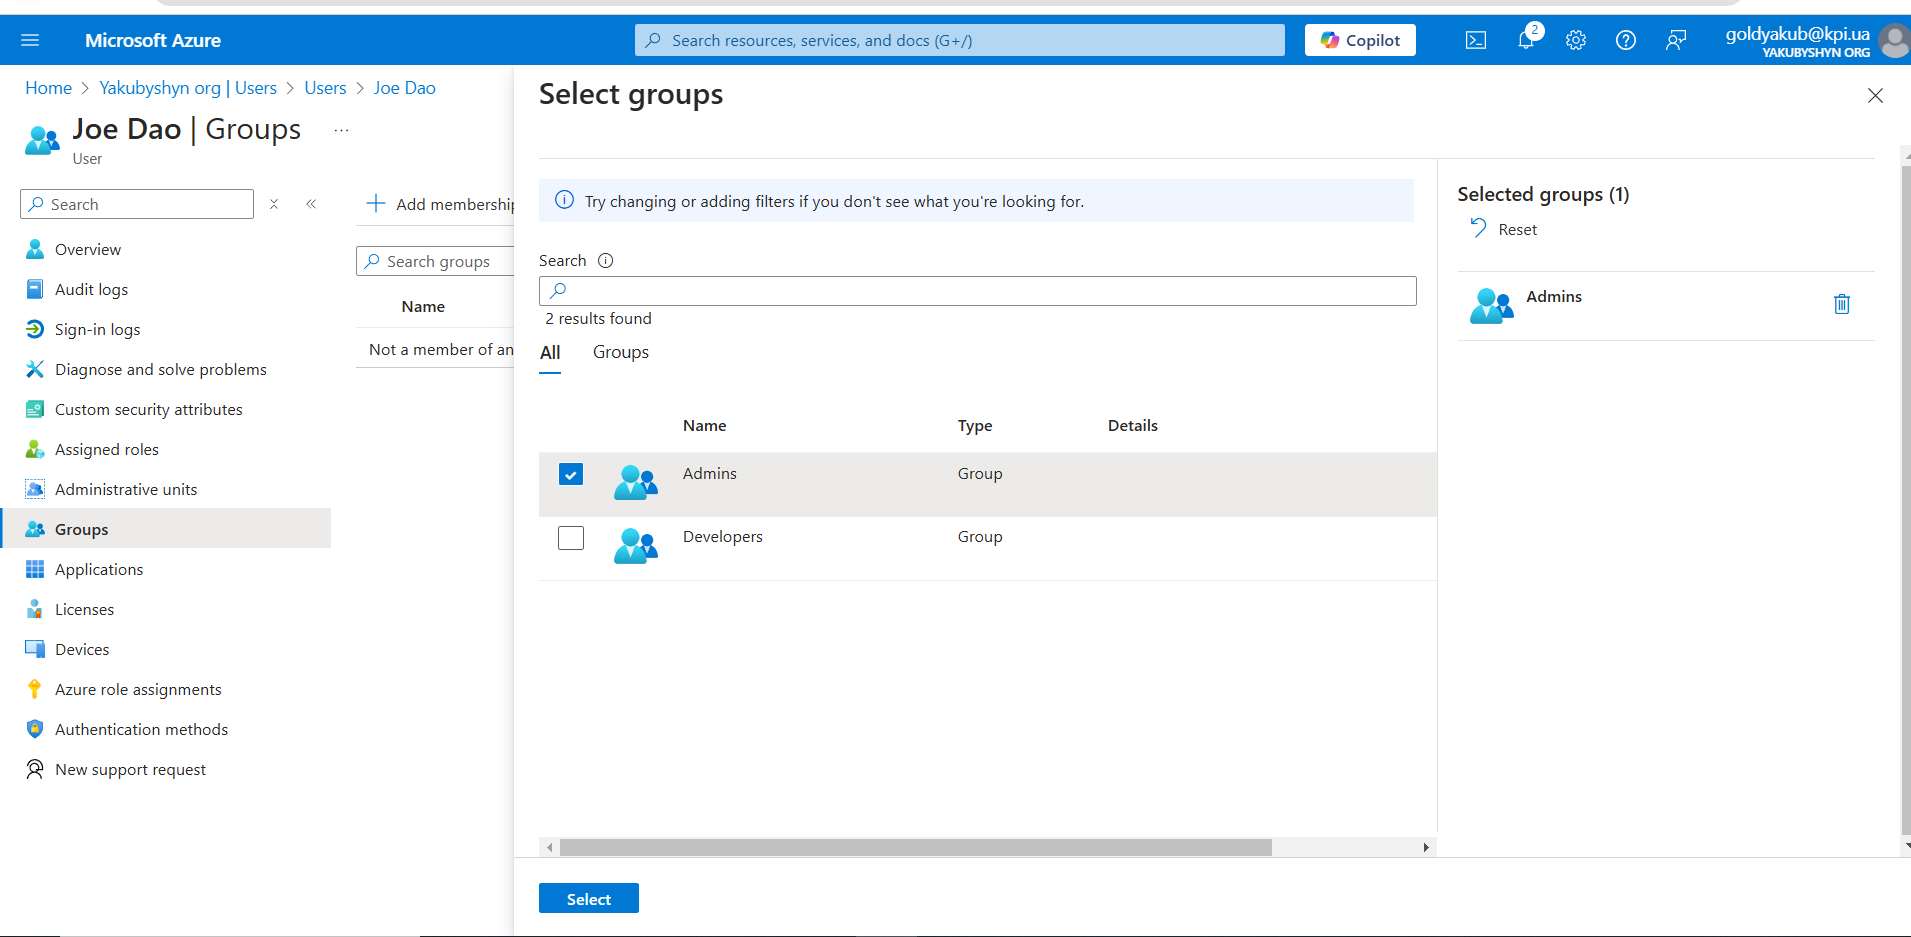 Microsoft Azure
Search resources, services, and docs (G+/)
Copilot
2
goldyakub@kpi.ua
YAKUBYSHYN ORG
Home > Yakubyshyn org | Users > Users > Joe Dao
Joe Dao | Groups ...
User
Search
Overview
Audit logs
Sign-in logs
Diagnose and solve problems
Custom security attributes
Assigned roles
Administrative units
Groups
Applications
Licenses
Devices
Azure role assignments
Authentication methods
New support request
Add membership
Search groups
Name
Not a member of an
Select groups
Try changing or adding filters if you don't see what you're looking for.
Search
2 results found
All Groups
Name Type Details
Admins Group
Developers Group
Select
Selected groups (1)
Reset
Admins